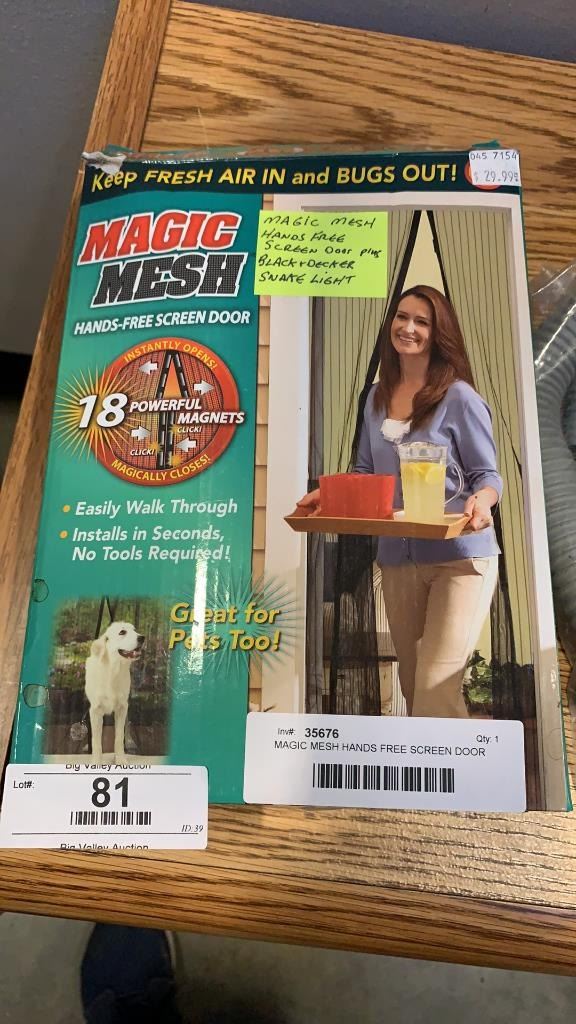 Keep FRESH AIR IN and BUGS OUT!
045 7154
$ 29.99
MAGIC
MESH
HANDS-FREE SCREEN DOOR
MAGIC MESH
HANDS FREE
SCREEN DOOR plus
BLACK & DECKER
SNAKE LIGHT
INSTANTLY OPENS!
18 POWERFUL
MAGNETS
CLICK!
CLICK!
MAGICALLY CLOSES!
• Easily Walk Through
• Installs in Seconds,
No Tools Required!
Great for
Pets Too!
Inv#: 35676
Qty: 1
MAGIC MESH HANDS FREE SCREEN DOOR
Big Valley Auction
Lot#:
81
ID:39
Big Valley Auction